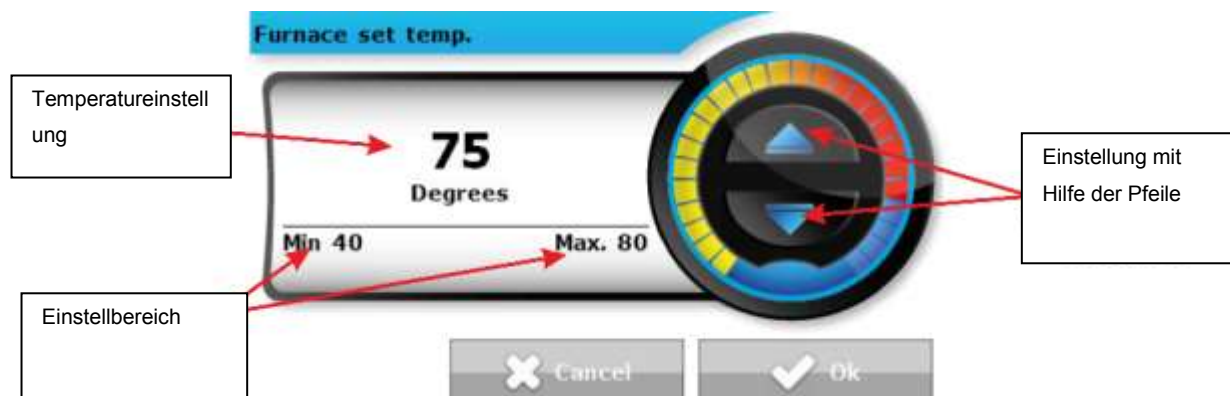 Furnace set temp.
Temperatureinstell
ung
75
Degrees
Min 40
Max. 80
Einstellung mit
Hilfe der Pfeile
Einstellbereich
Cancel
Ok